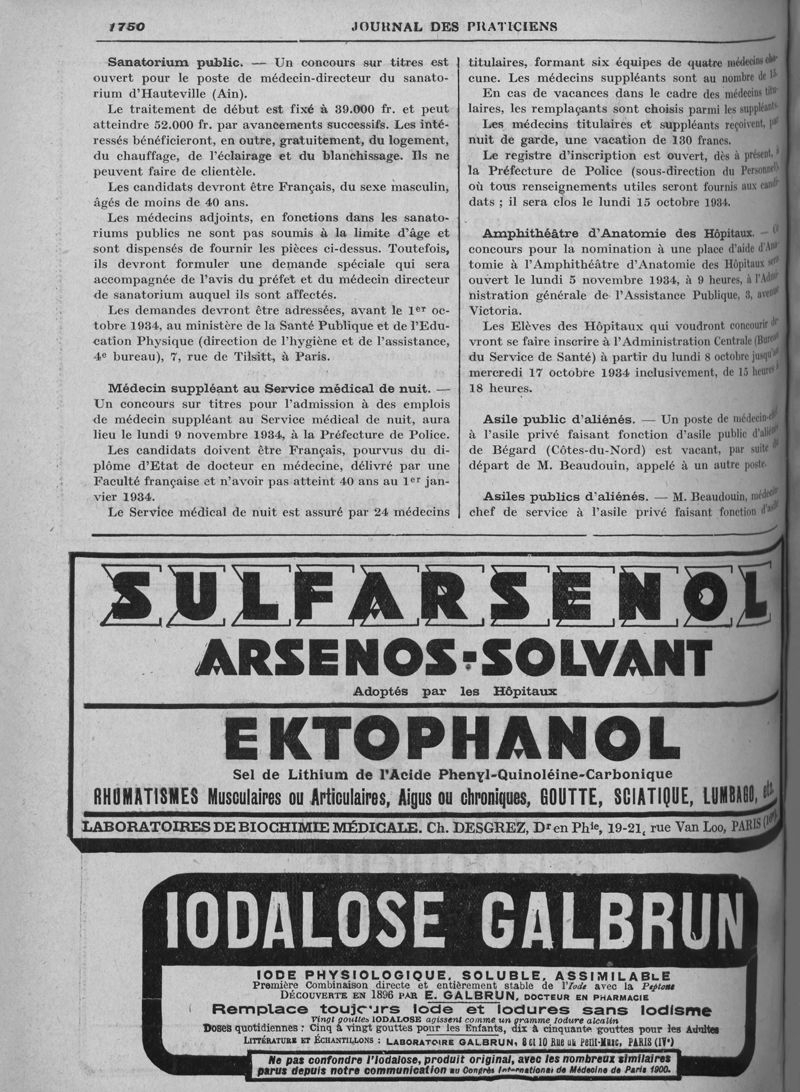 1750
JOURNAL DES PRATICIENS
Sanatorium public. — Un concours sur titres est
ouvert pour le poste de médecin-directeur du sanato-
rium d'Hauteville (Ain).
Le traitement de début est fixé à 39.000 fr. et peut
atteindre 52.000 fr. par avancements successifs. Les inté-
ressés bénéficieront, en outre, gratuitement, du logement,
du chauffage, de l'éclairage et du blanchissage. Ils ne
peuvent faire de clientèle.
Les candidats devront être Français, du sexe masculin,
âgés de moins de 40 ans.
Les médecins adjoints, en fonctions dans les sanato-
riums publics ne sont pas soumis à la limite d'âge et
sont dispensés de fournir les pièces ci-dessus. Toutefois,
ils devront formuler une demande spéciale qui sera
accompagnée de l'avis du préfet et du médecin directeur
de sanatorium auquel ils sont affectés.
Les demandes devront être adressées, avant le 1er oc-
tobre 1934, au ministère de la Santé Publique et de l'Edu-
cation Physique (direction de l'hygiène et de l'assistance,
4e bureau), 7, rue de Tilsitt, à Paris.
Médecin suppléant au Service médical de nuit. —
Un concours sur titres pour l'admission à des emplois
de médecin suppléant au Service médical de nuit, aura
lieu le lundi 9 novembre 1934, à la Préfecture de Police.
Les candidats doivent être Français, pourvus du di-
plôme d'Etat de docteur en médecine, délivré par une
Faculté française et n'avoir pas atteint 40 ans au 1er jan-
vier 1934.
Le Service médical de nuit est assuré par 24 médecins
titulaires, formant six équipes de quatre médecins cha-
cune. Les médecins suppléants sont au nombre de 15.
En cas de vacances dans le cadre des médecins titu-
laires, les remplaçants sont choisis parmi les suppléants.
Les médecins titulaires et suppléants reçoivent, par
nuit de garde, une vacation de 130 francs.
Le registre d'inscription est ouvert, dès à présent, à
la Préfecture de Police (sous-direction du Personnel),
où tous renseignements utiles seront fournis aux candi-
dats ; il sera clos le lundi 15 octobre 1934.
Amphithéâtre d'Anatomie des Hôpitaux. —
concours pour la nomination à une place d'aide d'Ana-
tomie à l'Amphithéâtre d'Anatomie des Hôpitaux sera
ouvert le lundi 5 novembre 1934, à 9 heures, à l'Admi-
nistration générale de l'Assistance Publique, 3, avenue
Victoria.
Les Elèves des Hôpitaux qui voudront concourir de-
vront se faire inscrire à l'Administration Centrale (Bureau
du Service de Santé) à partir du lundi 8 octobre jusqu'au
mercredi 17 octobre 1934 inclusivement, de 15 heures à
18 heures.
Asile public d'aliénés. — Un poste de médecin-chef
à l'asile privé faisant fonction d'asile public d'aliénés
de Bégard (Côtes-du-Nord) est vacant, par suite du
départ de M. Beaudouin, appelé à un autre poste.
Asiles publics d'aliénés. — M. Beaudouin, médecin
chef de service à l'asile privé faisant fonction d'asile
SULFARSENOL
ARSENOS-SOLVANT
Adoptés par les Hôpitaux
EKTOPHANOL
Sel de Lithium de l'Acide Phenyl-Quinoléine-Carbonique
RHUMATISMES Musculaires ou Articulaires, Aigus ou chroniques, GOUTTE, SCIATIQUE, LUMBAGO, etc.
LABORATOIRES DE BIOCHIMIE MÉDICALE. Ch. DESGREZ, Dr en Phie, 19-21, rue Van Loo, PARIS (16e)
IODALOSE GALBRUN
IODE PHYSIOLOGIQUE, SOLUBLE, ASSIMILABLE
Première Combinaison directe et entièrement stable de l'Iode avec la Peptone
DÉCOUVERTE EN 1896 PAR E. GALBRUN, DOCTEUR EN PHARMACIE
Remplace toujours Iode et Iodures sans Iodisme
Vingt gouttes IODALOSE agissent comme un gramme Iodure alcalin
Doses quotidiennes : Cinq à vingt gouttes pour les Enfants, dix à cinquante gouttes pour les Adultes
LITTÉRATURE ET ÉCHANTILLONS : LABORATOIRE GALBRUN, 8 et 10 Rue du Petit-Musc, PARIS (IVe)
Ne pas confondre l'Iodalose, produit original, avec les nombreux similaires
parus depuis notre communication au Congrès International de Médecine de Paris 1900.